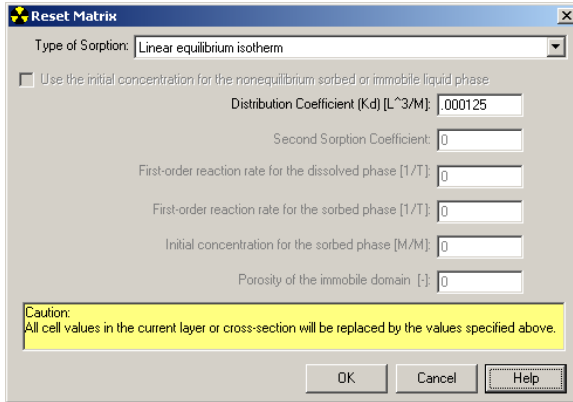 Reset Matrix
Type of Sorption: Linear equilibrium isotherm
Use the initial concentration for the nonequilibrium sorbed or immobile liquid phase
Distribution Coefficient (Kd) [L^3/M]: .000125
Second Sorption Coefficient: 0
First-order reaction rate for the dissolved phase [1/T]: 0
First-order reaction rate for the sorbed phase [1/T]: 0
Initial concentration for the sorbed phase [M/M]: 0
Porosity of the immobile domain [-]: 0
Caution:
All cell values in the current layer or cross-section will be replaced by the values specified above.
OK Cancel Help